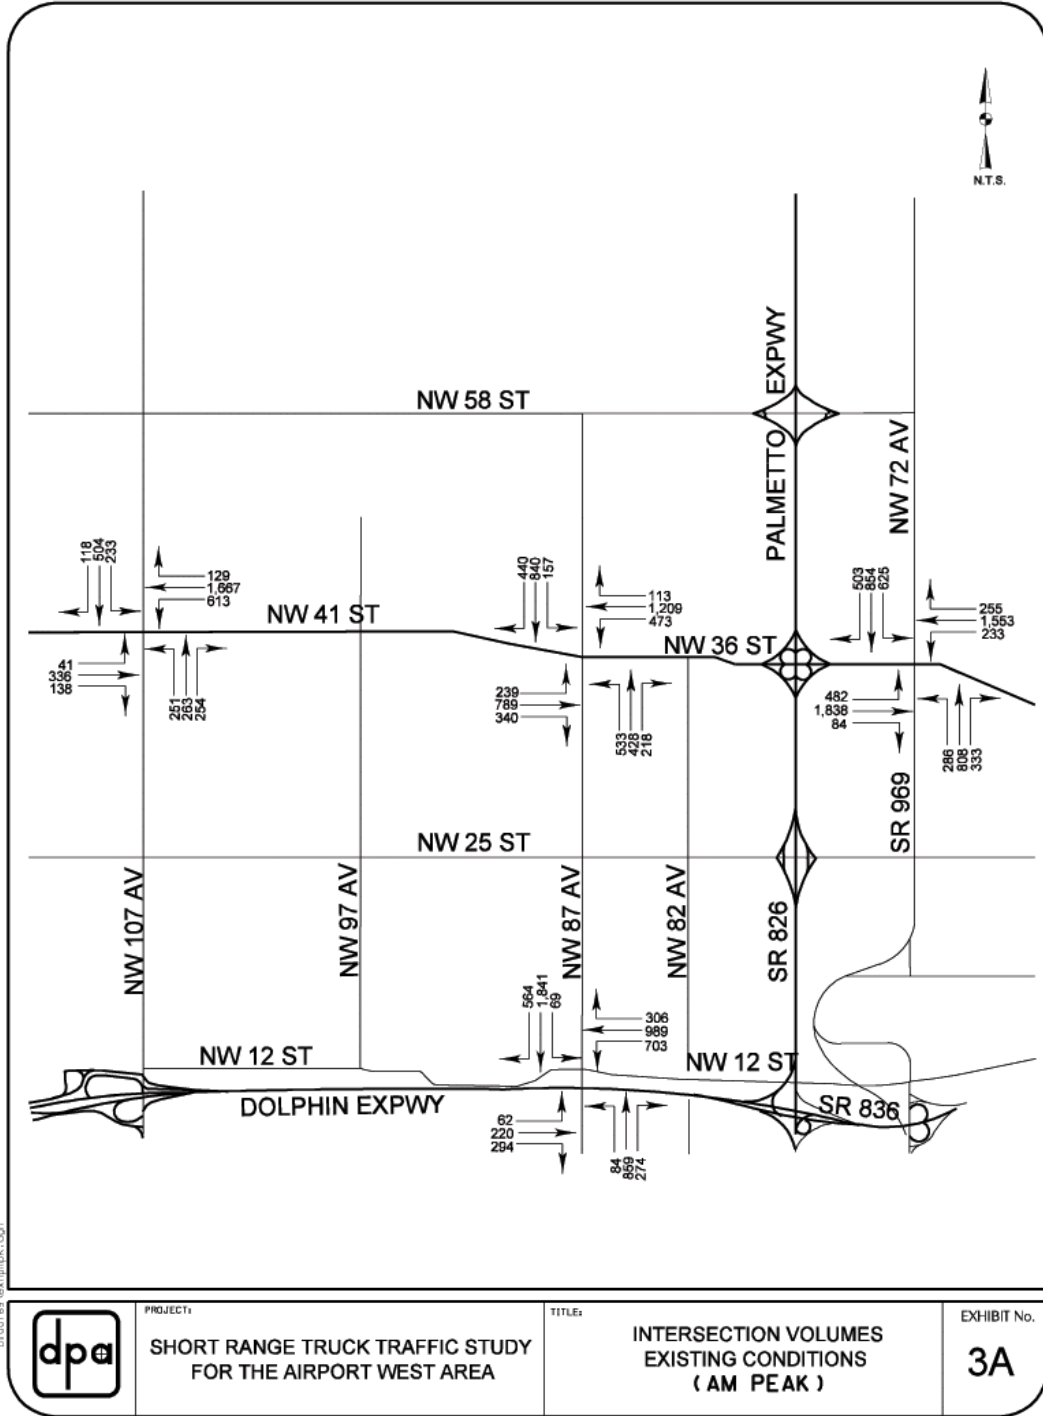 N.T.S.
PALMETTO EXPWY
NW 58 ST
NW 72 AV
118
504
233
129
1,667
613
NW 41 ST
41
336
138
251
263
254
440
840
157
113
1,209
473
NW 36 ST
239
789
340
533
428
218
503
854
625
255
1,553
233
482
1,838
84
286
808
333
SR 969
NW 25 ST
NW 107 AV
NW 97 AV
NW 87 AV
NW 82 AV
SR 826
564
1,841
69
306
989
703
NW 12 ST
NW 12 ST
DOLPHIN EXPWY
SR 836
62
220
294
84
859
274
dpa
PROJECT:
SHORT RANGE TRUCK TRAFFIC STUDY
FOR THE AIRPORT WEST AREA
TITLE:
INTERSECTION VOLUMES
EXISTING CONDITIONS
( AM PEAK )
EXHIBIT No.
3A